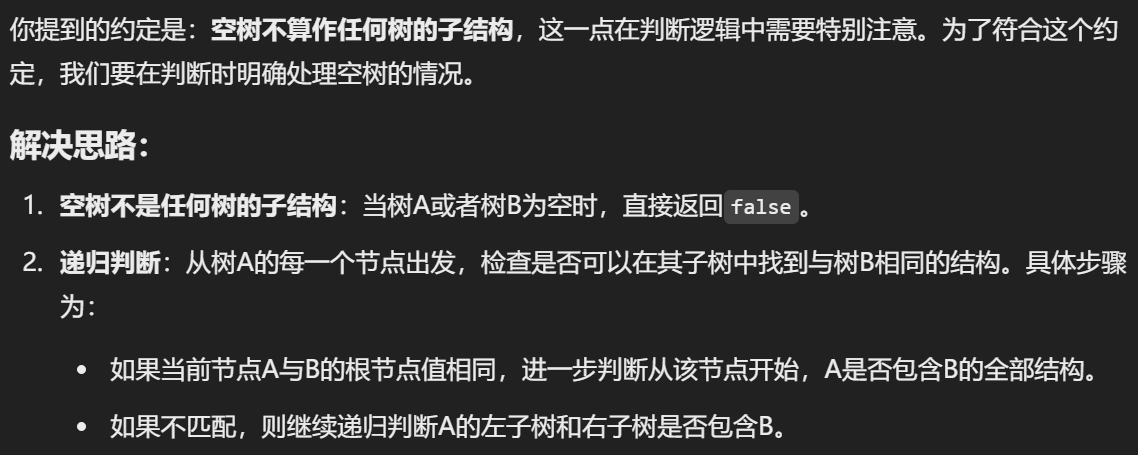 你提到的约定是：空树不算作任何树的子结构，这一点在判断逻辑中需要特别注意。为了符合这个约
定，我们要在判断时明确处理空树的情况。
解决思路：
1. 空树不是任何树的子结构：当树A或者树B为空时，直接返回 false 。
2. 递归判断：从树A的每一个节点出发，检查是否可以在其子树中找到与树B相同的结构。具体步骤
为：
• 如果当前节点A与B的根节点值相同，进一步判断从该节点开始，A是否包含B的全部结构。
• 如果不匹配，则继续递归判断A的左子树和右子树是否包含B。